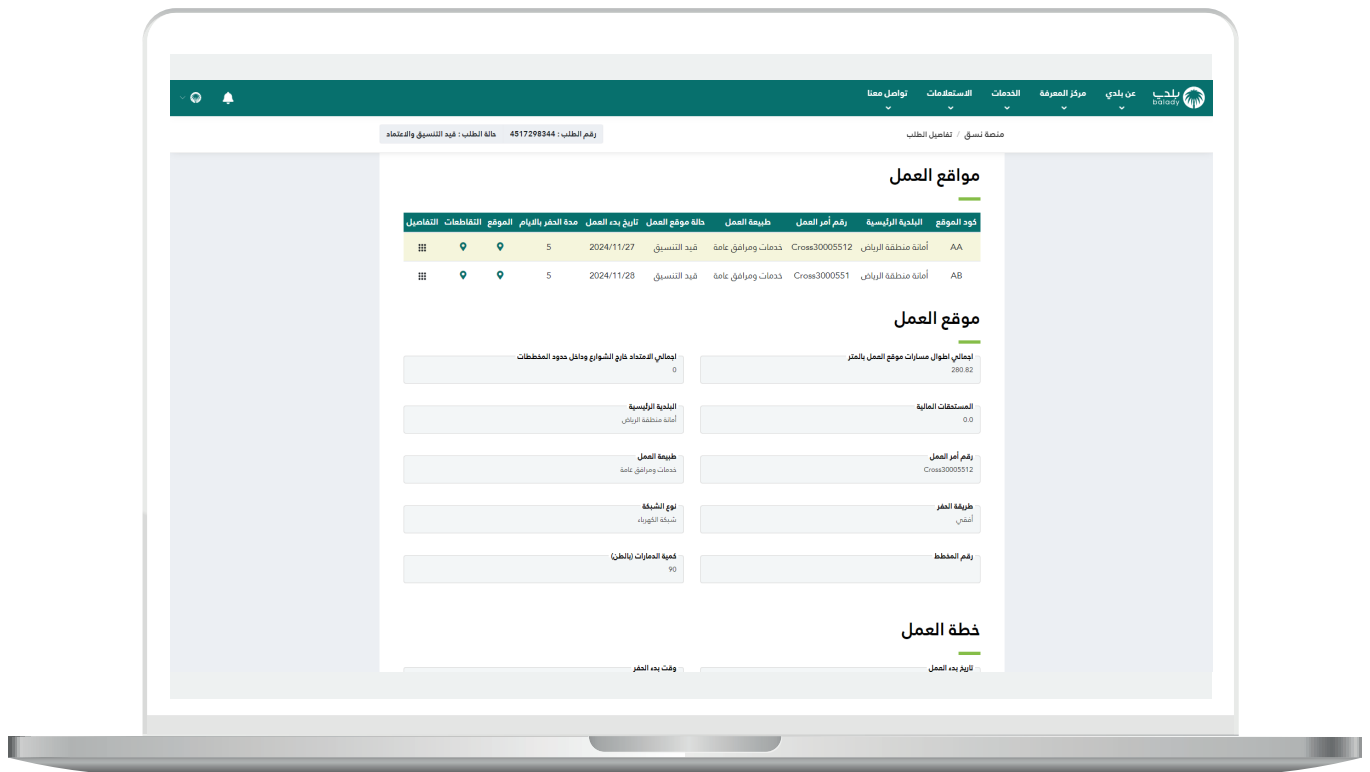 بلدي
balady
عن بلدي مركز المعرفة الخدمات الاستعلامات تواصل معنا
منصة نسق / تفاصيل الطلب رقم الطلب : 4517298344 حالة الطلب : قيد التنسيق والاعتماد
مواقع العمل
كود الموقع البلدية الرئيسية رقم أمر العمل طبيعة العمل حالة موقع العمل تاريخ بدء العمل مدة الحفر بالايام الموقع التقاطعات التفاصيل
AA أمانة منطقة الرياض Cross30005512 خدمات ومرافق عامة قيد التنسيق 2024/11/27 5
AB أمانة منطقة الرياض Cross3000551 خدمات ومرافق عامة قيد التنسيق 2024/11/28 5
موقع العمل
اجمالي اطوال مسارات موقع العمل بالمتر اجمالي الامتداد خارج الشوارع وداخل حدود المخططات
280.82 0
المستحقات المالية البلدية الرئيسية
0.0 أمانة منطقة الرياض
رقم أمر العمل طبيعة العمل
Cross30005512 خدمات ومرافق عامة
طريقة الحفر نوع الشبكة
أفقي شبكة الكهرباء
رقم المخطط كمية الدمارات (بالطن)
90
خطة العمل
تاريخ بدء العمل وقت بدء الحفر